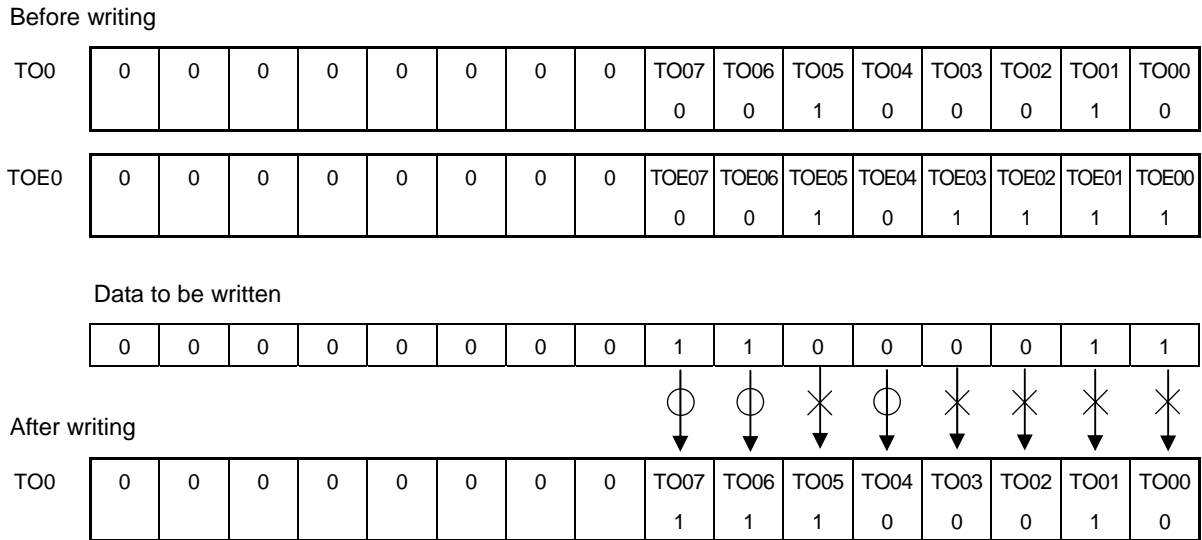 Before writing
TO0 0 0 0 0 0 0 0 0 TO07 TO06 TO05 TO04 TO03 TO02 TO01 TO00
0 0 1 0 0 0 1 0
TOE0 0 0 0 0 0 0 0 0 TOE07 TOE06 TOE05 TOE04 TOE03 TOE02 TOE01 TOE00
0 0 1 0 1 1 1 1
Data to be written
0 0 0 0 0 0 0 0 1 1 0 0 0 0 1 1
After writing
TO0 0 0 0 0 0 0 0 0 TO07 TO06 TO05 TO04 TO03 TO02 TO01 TO00
1 1 1 0 0 0 1 0